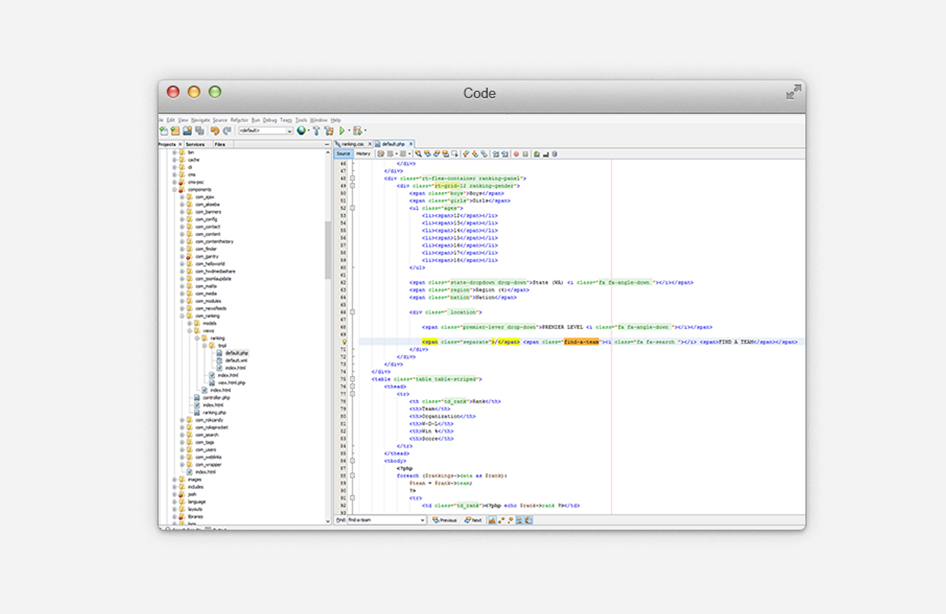 Code
Edit View Navigate Source Refactor Run Debug Team Tools Window Help
<default>
Projects Services Files
bin
cache
cli
cms
components
com_ajax
com_akeeba
com_banners
com_config
com_contact
com_content
com_contenthistory
com_finder
com_gantry
com_helloworld
com_hwdmediashare
com_joomlaupdate
com_mailto
com_media
com_modules
com_newsfeeds
com_ranking
models
views
ranking
tmpl
default.php
default.xml
index.html
index.html
view.html.php
index.html
controller.php
index.html
ranking.php
com_rokcandy
com_roksprocket
com_search
com_tags
com_users
com_weblinks
com_wrapper
index.html
images
includes
josh
language
layouts
libraries
logs
ranking.css default.php
Source History
46 </div>
47 </div>
48 <div class="rt-flex-container ranking-panel">
49 <div class="rt-grid-12 ranking-gender">
50 <span class="boys">Boys</span>
51 <span class="girls">Girls</span>
52 <ul class="ages">
53 <li><span>12</span></li>
54 <li><span>13</span></li>
55 <li><span>14</span></li>
56 <li><span>15</span></li>
57 <li><span>16</span></li>
58 <li><span>17</span></li>
59 <li><span>18</span></li>
60 </ul>
61
62 <span class="state-dropdown drop-down">State (WA) <i class="fa fa-angle-down "></i></span>
63 <span class="region">Region (4)</span>
64 <span class="nation">Nation</span>
65
66 <div class=" location">
67
68 <span class="premier-lever drop-down">PREMIER LEVEL <i class="fa fa-angle-down "></i></span>
69
<span class="separate">/</span> <span class="find-a-team"><i class="fa fa-search "></i> <span>FIND A TEAM</span></span>
71 </div>
72 </div>
73 </div>
74 </div>
75 <table class="table table-striped">
76 <thead>
77 <tr>
78 <th class="td_rank">Rank</th>
79 <th>Team</th>
80 <th>Organization</th>
81 <th>W-D-L</th>
82 <th>Win %</th>
83 <th>Score</th>
84 </tr>
85 </thead>
86 <tbody>
87 <?php
88 foreach ($rankings->data as $rank):
89 $team = $rank->team;
90 ?>
91 <tr>
92 <td class="td_rank"><?php echo $rank->rank ?></td>
93
Find: find-a-team Previous Next